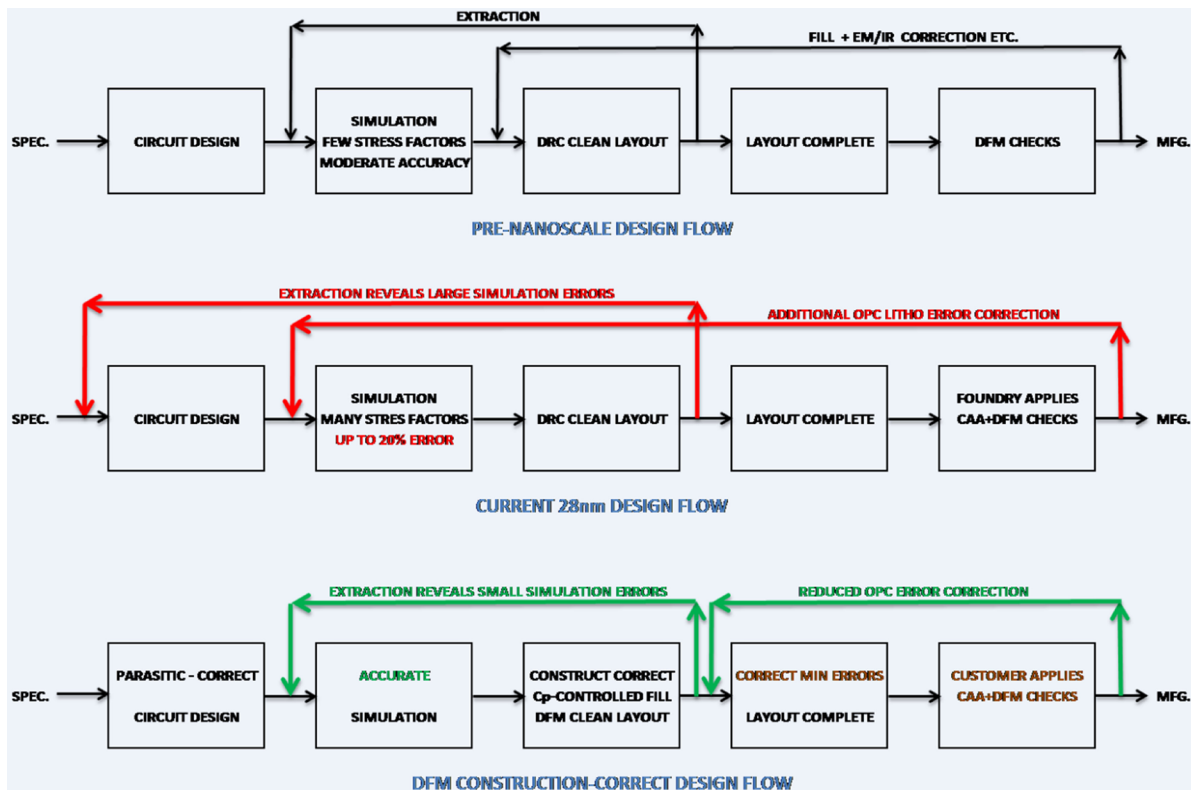 EXTRACTION
FILL + EM/IR CORRECTION ETC.
SPEC.
CIRCUIT DESIGN
SIMULATION
FEW STRESS FACTORS
MODERATE ACCURACY
DRC CLEAN LAYOUT
LAYOUT COMPLETE
DFM CHECKS
MFG.
PRE-NANOSCALE DESIGN FLOW
EXTRACTION REVEALS LARGE SIMULATION ERRORS
ADDITIONAL OPC LITHO ERROR CORRECTION
SPEC.
CIRCUIT DESIGN
SIMULATION
MANY STRES FACTORS
UP TO 20% ERROR
DRC CLEAN LAYOUT
LAYOUT COMPLETE
FOUNDRY APPLIES
CAA+DFM CHECKS
MFG.
CURRENT 28nm DESIGN FLOW
EXTRACTION REVEALS SMALL SIMULATION ERRORS
REDUCED OPC ERROR CORRECTION
SPEC.
PARASITIC - CORRECT
CIRCUIT DESIGN
ACCURATE
SIMULATION
CONSTRUCT CORRECT
Cp-CONTROLLED FILL
DFM CLEAN LAYOUT
CORRECT MIN ERRORS
LAYOUT COMPLETE
CUSTOMER APPLIES
CAA+DFM CHECKS
MFG.
DFM CONSTRUCTION-CORRECT DESIGN FLOW